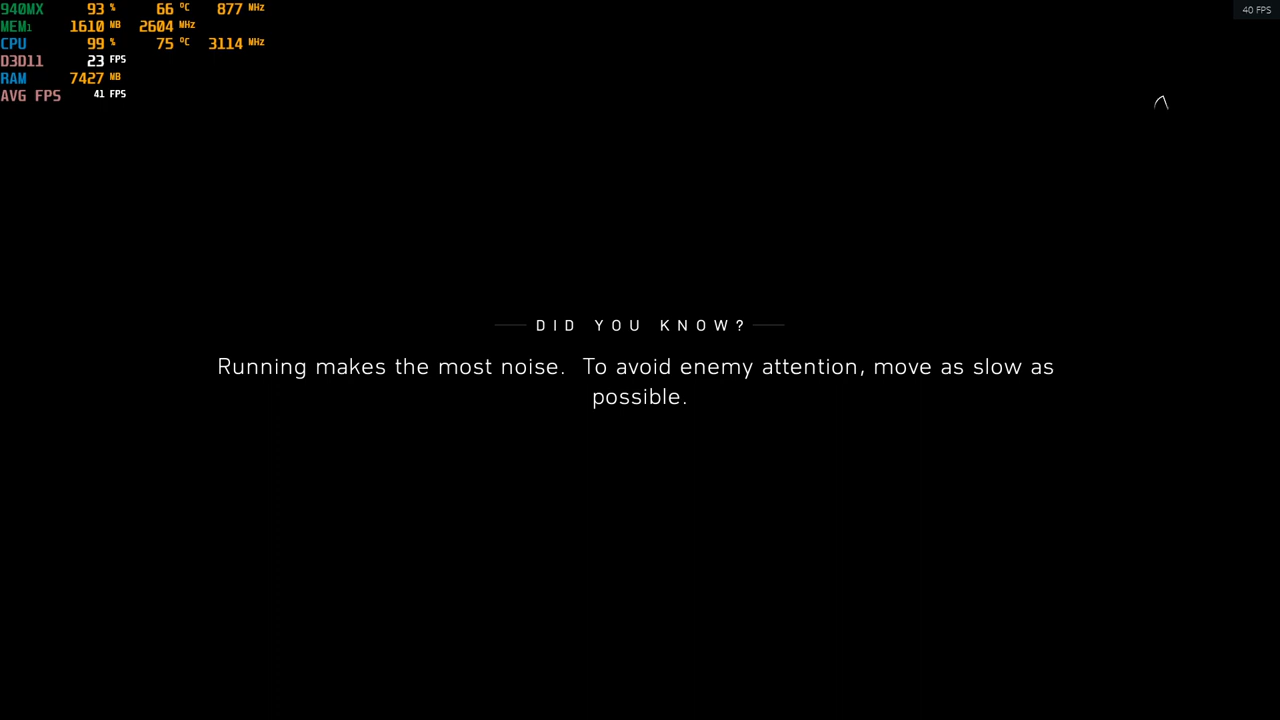 940MX 93 % 66 °C 877 MHz
MEM1 1610 MB 2604 MHz
CPU 99 % 75 °C 3114 MHz
D3D11 23 FPS
RAM 7427 MB
AVG FPS 41 FPS
40 FPS
DID YOU KNOW?
Running makes the most noise.  To avoid enemy attention, move as slow as
possible.